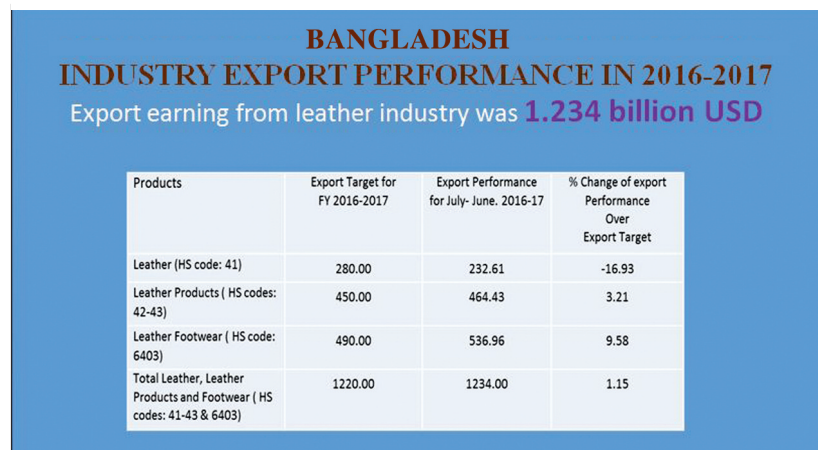 BANGLADESH
INDUSTRY EXPORT PERFORMANCE IN 2016-2017
Export earning from leather industry was 1.234 billion USD
Products
Export Target for
FY 2016-2017
Export Performance
for July- June. 2016-17
% Change of export
Performance
Over
Export Target
Leather (HS code: 41)
280.00
232.61
-16.93
Leather Products ( HS codes:
42-43)
450.00
464.43
3.21
Leather Footwear ( HS code:
6403)
490.00
536.96
9.58
Total Leather, Leather
Products and Footwear ( HS
codes: 41-43 & 6403)
1220.00
1234.00
1.15